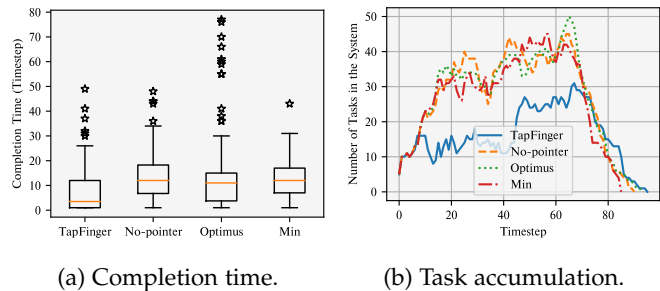 Completion Time (Timestep)
80
70
60
50
40
30
20
10
0
TapFinger No-pointer Optimus Min
(a) Completion time.
Number of Tasks in the System
50
40
30
20
10
0
TapFinger
No-pointer
Optimus
Min
0 20 40 60 80
Timestep
(b) Task accumulation.